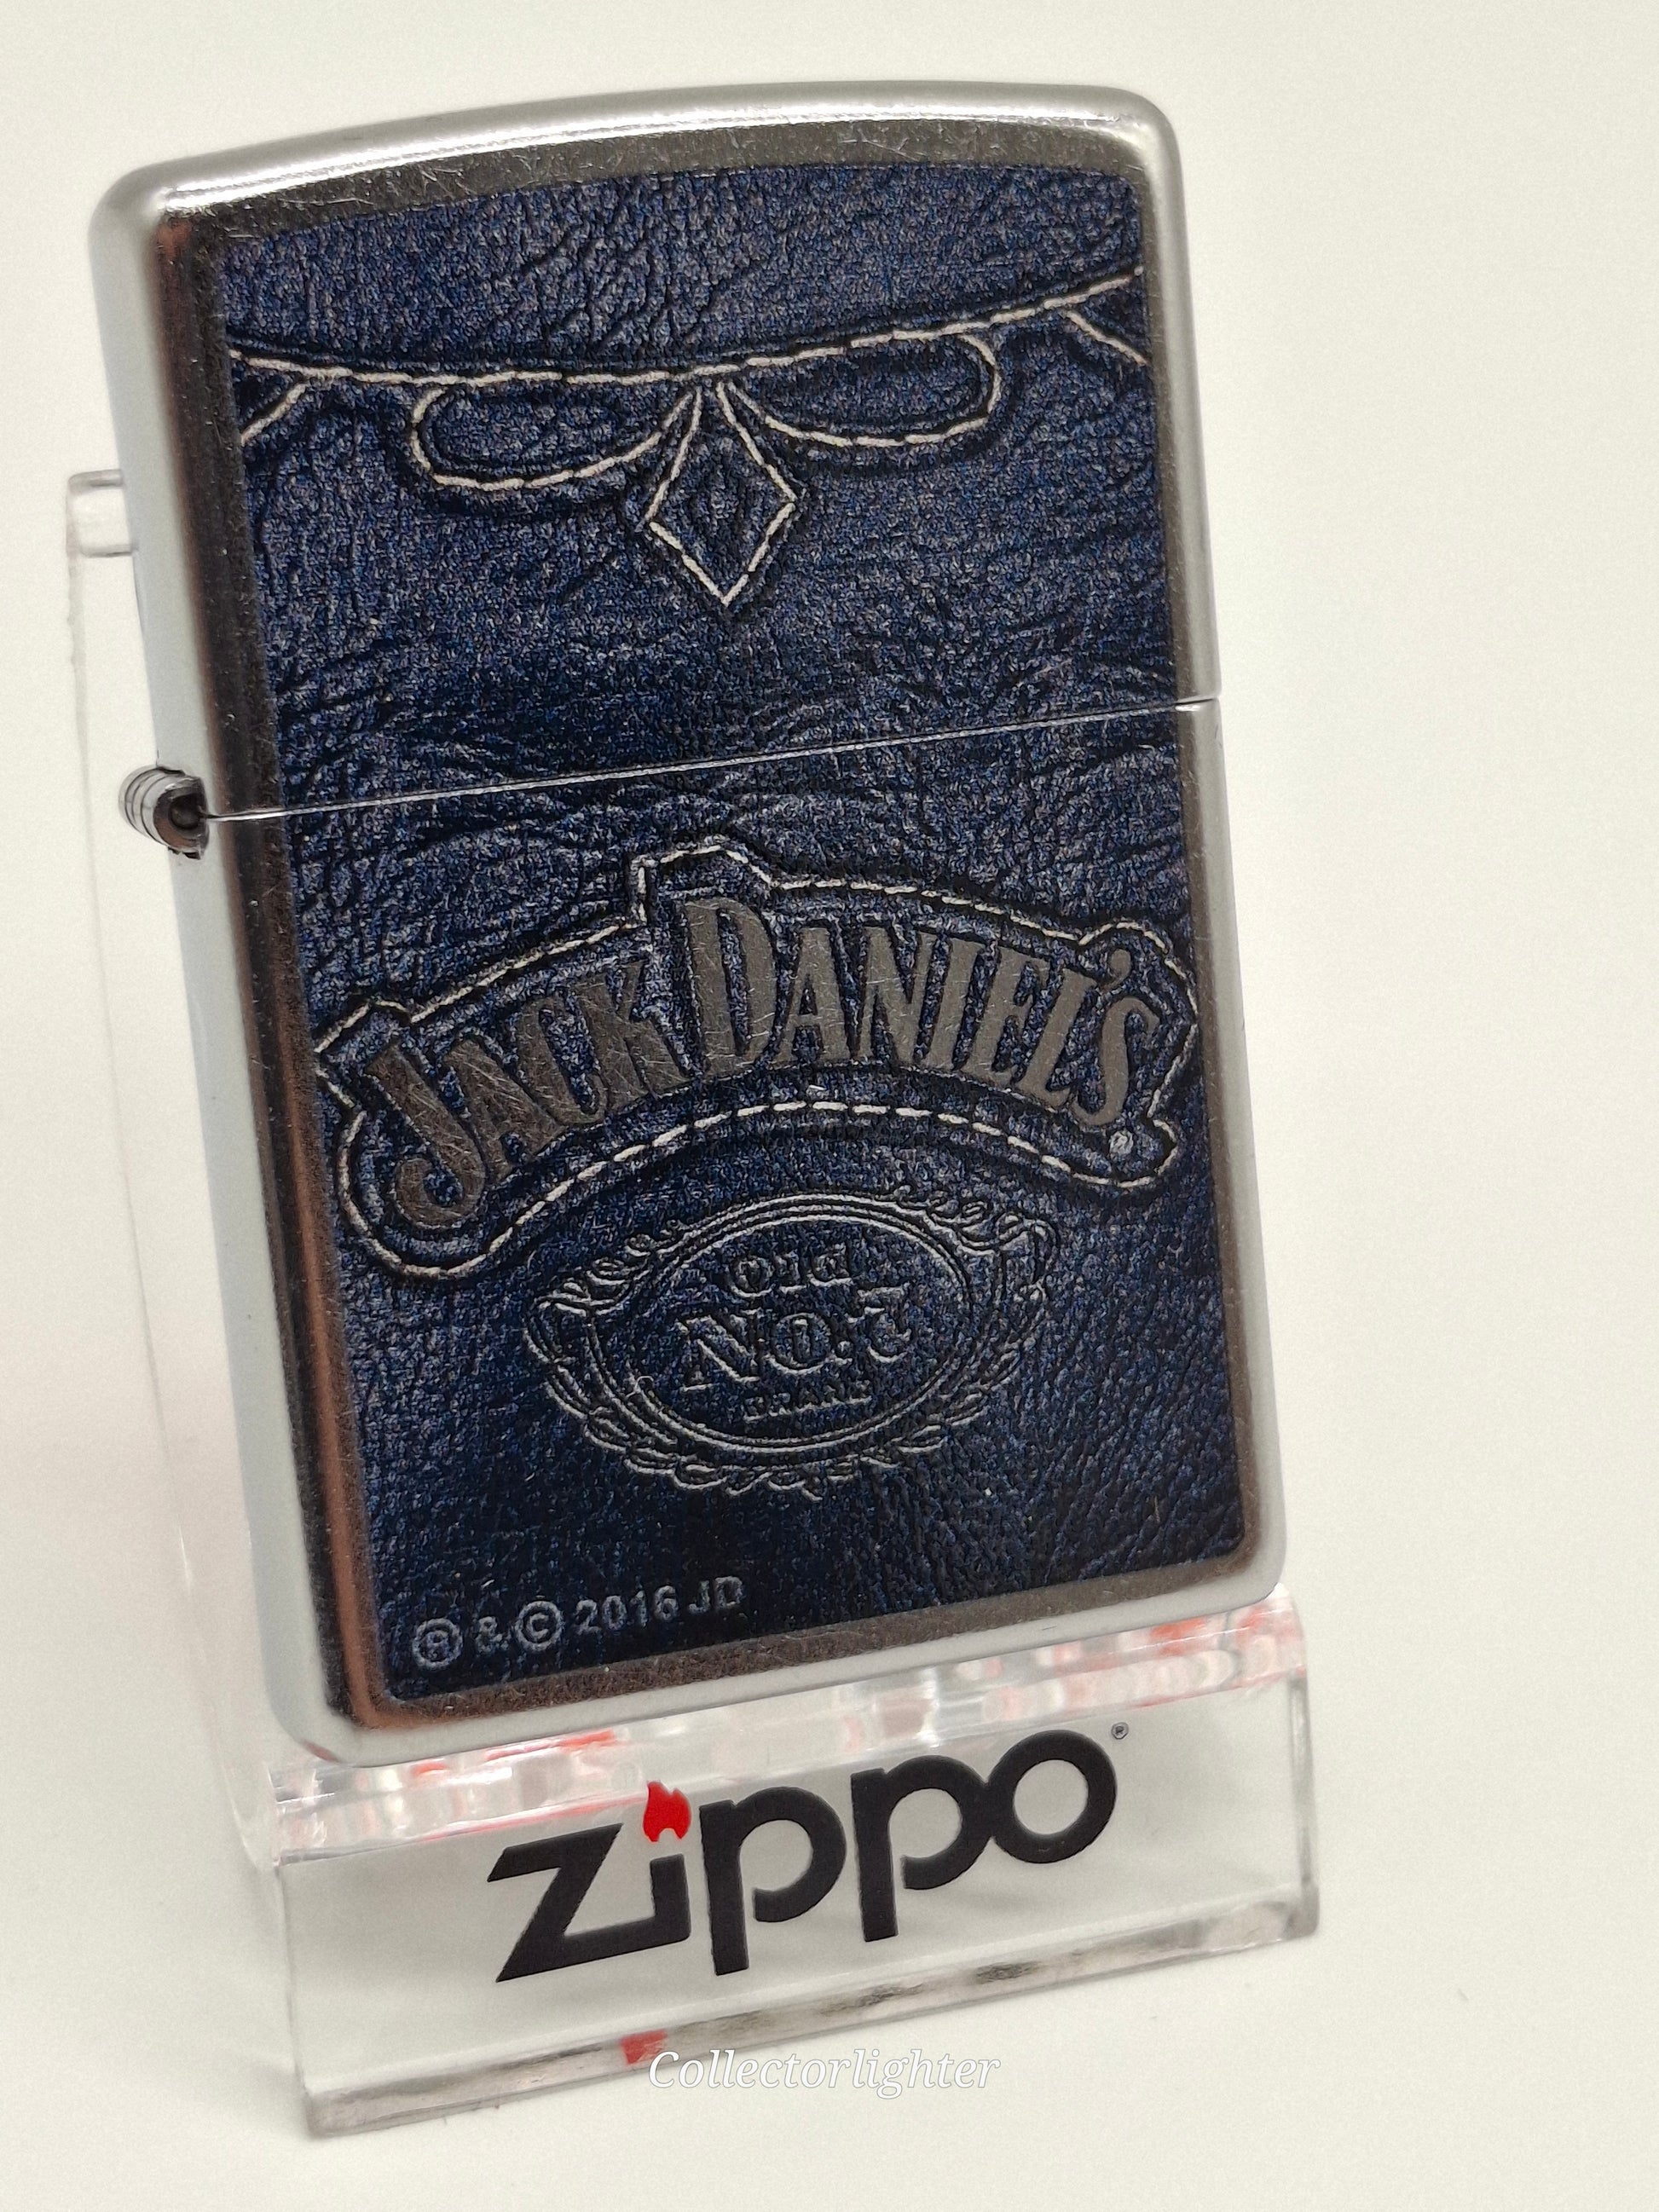 JACK DANIEL'S®
OLD
NO.7
BRAND
® & © 2016 JD
zippo®
Collectorlighter